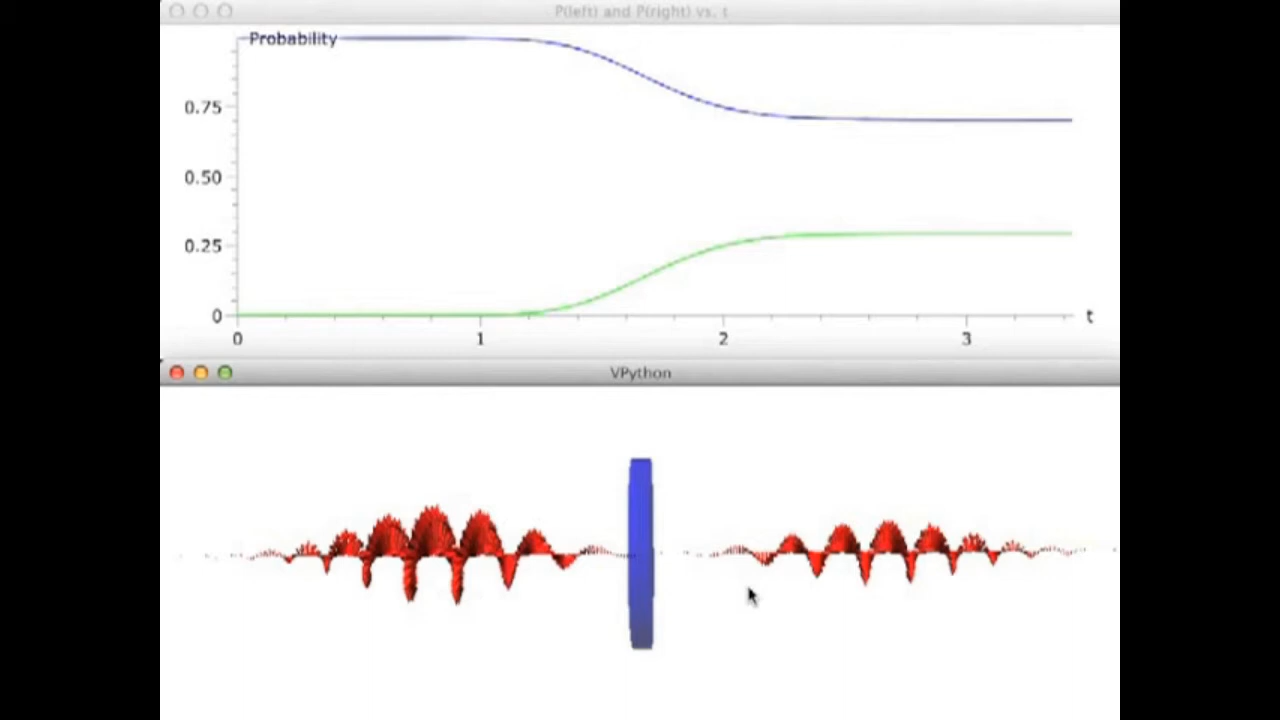 P(left) and P(right) vs. t
Probability
0.75
0.50
0.25
0
0 1 2 3 t
VPython